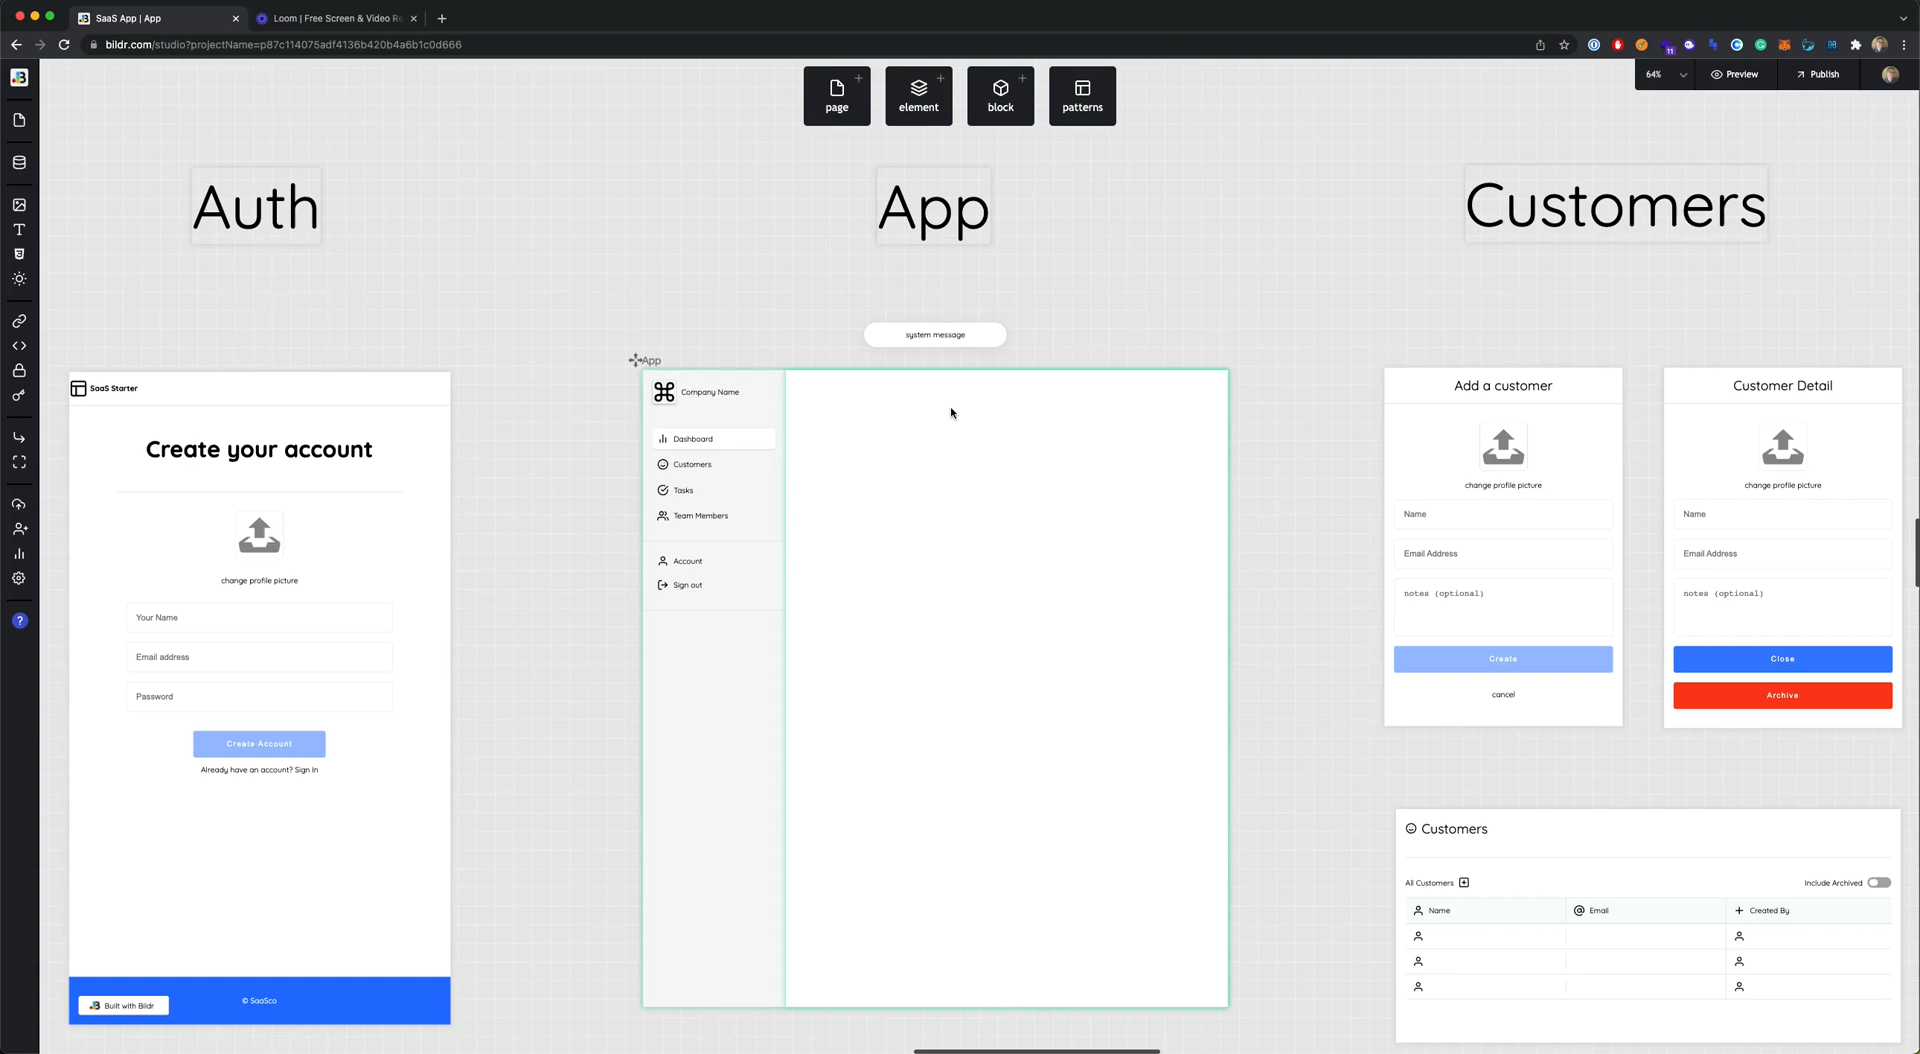 SaaS App | App
Loom | Free Screen & Video Re
bildr.com/studio?projectName=p87c114075adf4136b420b4a6b1c0d666
11
page
element
block
patterns
64%
Preview
Publish
Auth
App
Customers
system message
App
SaaS Starter
Create your account
change profile picture
Your Name
Email address
Password
Create Account
Already have an account? Sign In
Built with Bildr
© SaaSco
Company Name
Dashboard
Customers
Tasks
Team Members
Account
Sign out
Add a customer
change profile picture
Name
Email Address
notes (optional)
Create
cancel
Customer Detail
change profile picture
Name
Email Address
notes (optional)
Close
Archive
Customers
All Customers
Include Archived
Name
Email
Created By